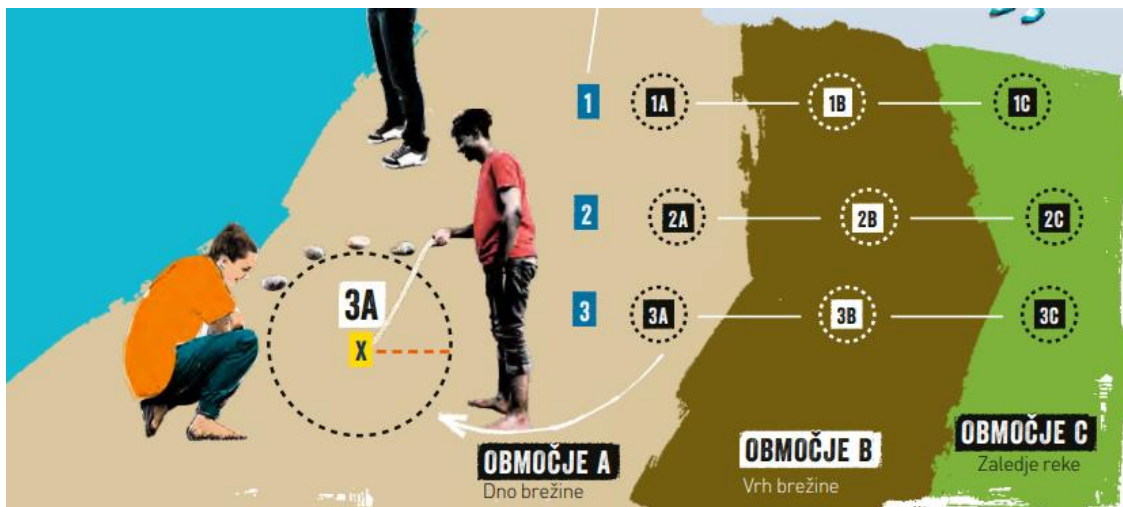 1 1A 1B 1C
2 2A 2B 2C
3 3A 3B 3C
3A
X
OBMOČJE A
Dno brežine
OBMOČJE B
Vrh brežine
OBMOČJE C
Zaledje reke